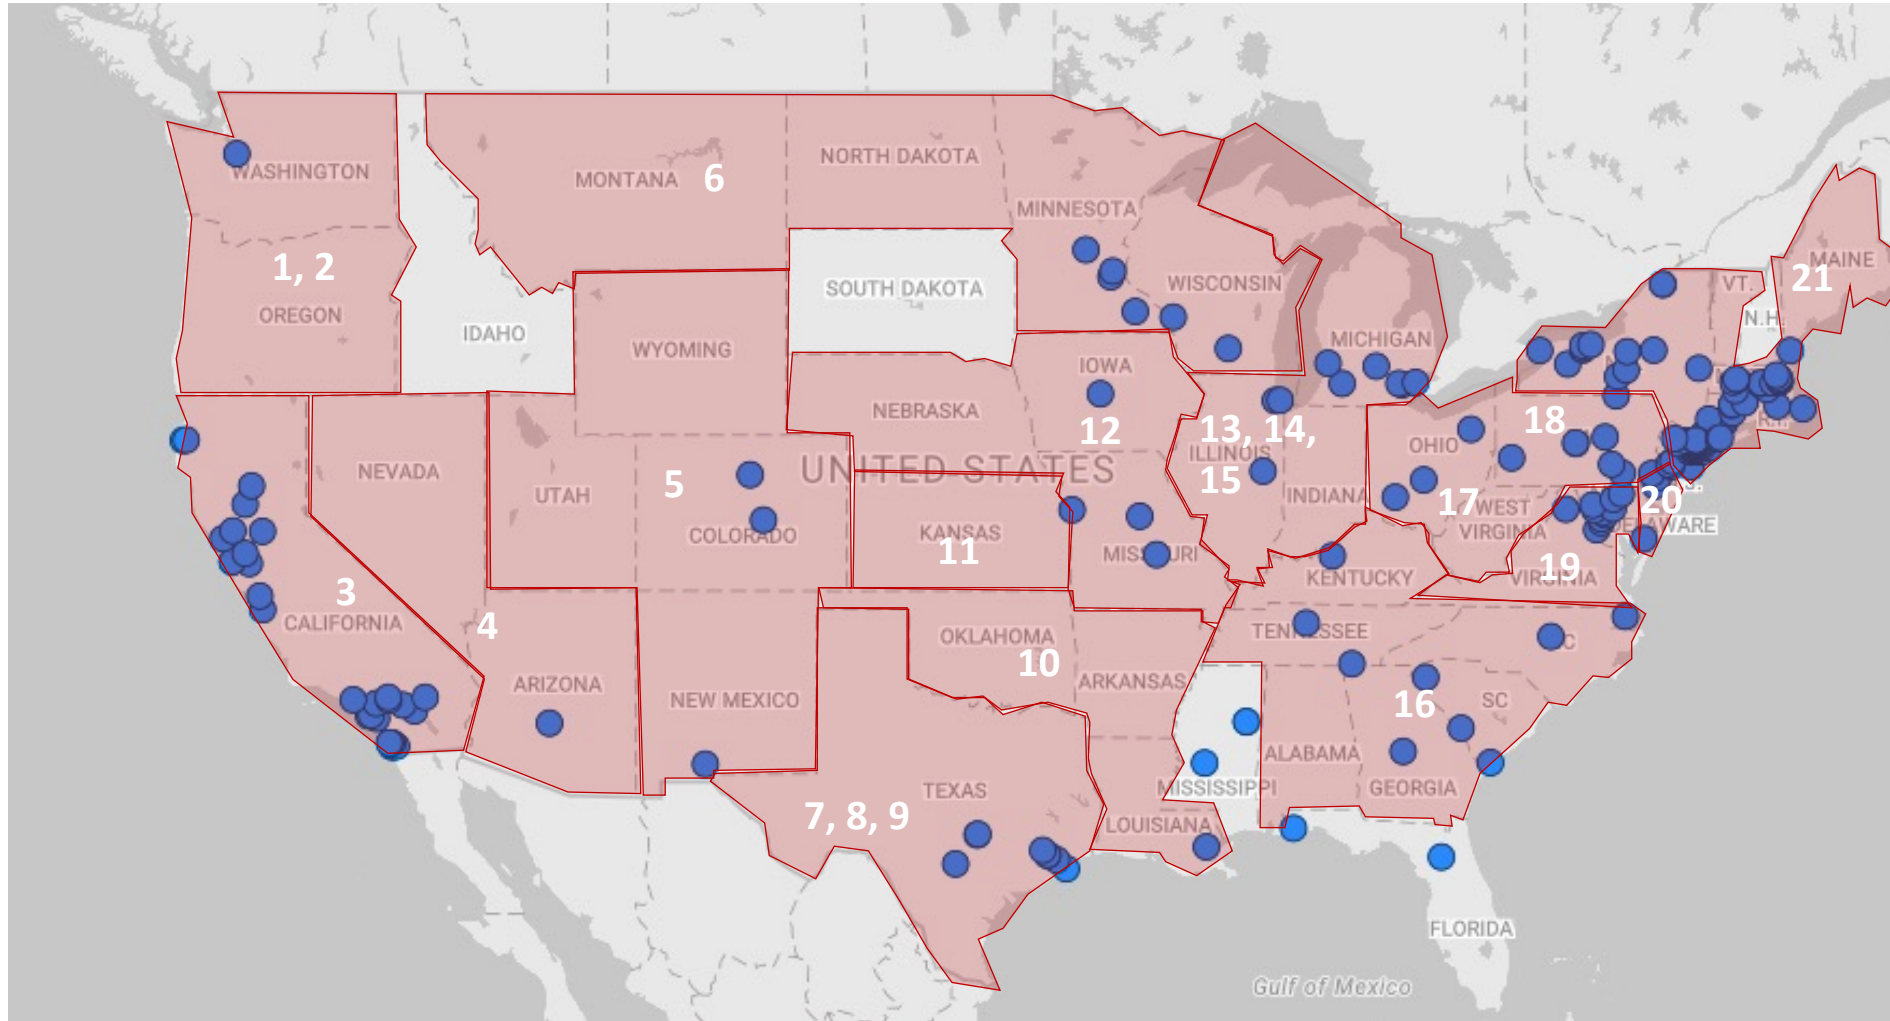 WASHINGTON
MONTANA
6
NORTH DAKOTA
MINNESOTA
1, 2
OREGON
IDAHO
SOUTH DAKOTA
WISCONSIN
MAINE
21
VT.
N.H.
WYOMING
IOWA
MICHIGAN
NEBRASKA
12
13, 14,
ILLINOIS
15
18
OHIO
R.I.
NEVADA
UTAH
5
COLORADO
UNITED STATES
INDIANA
17
WEST
VIRGINIA
20
DELAWARE
KANSAS
11
MISSOURI
KENTUCKY
19
VIRGINIA
3
CALIFORNIA
4
OKLAHOMA
10
TENNESSEE
NC
ARIZONA
NEW MEXICO
ARKANSAS
16
SC
ALABAMA
MISSISSIPPI
GEORGIA
TEXAS
7, 8, 9
LOUISIANA
FLORIDA
Gulf of Mexico